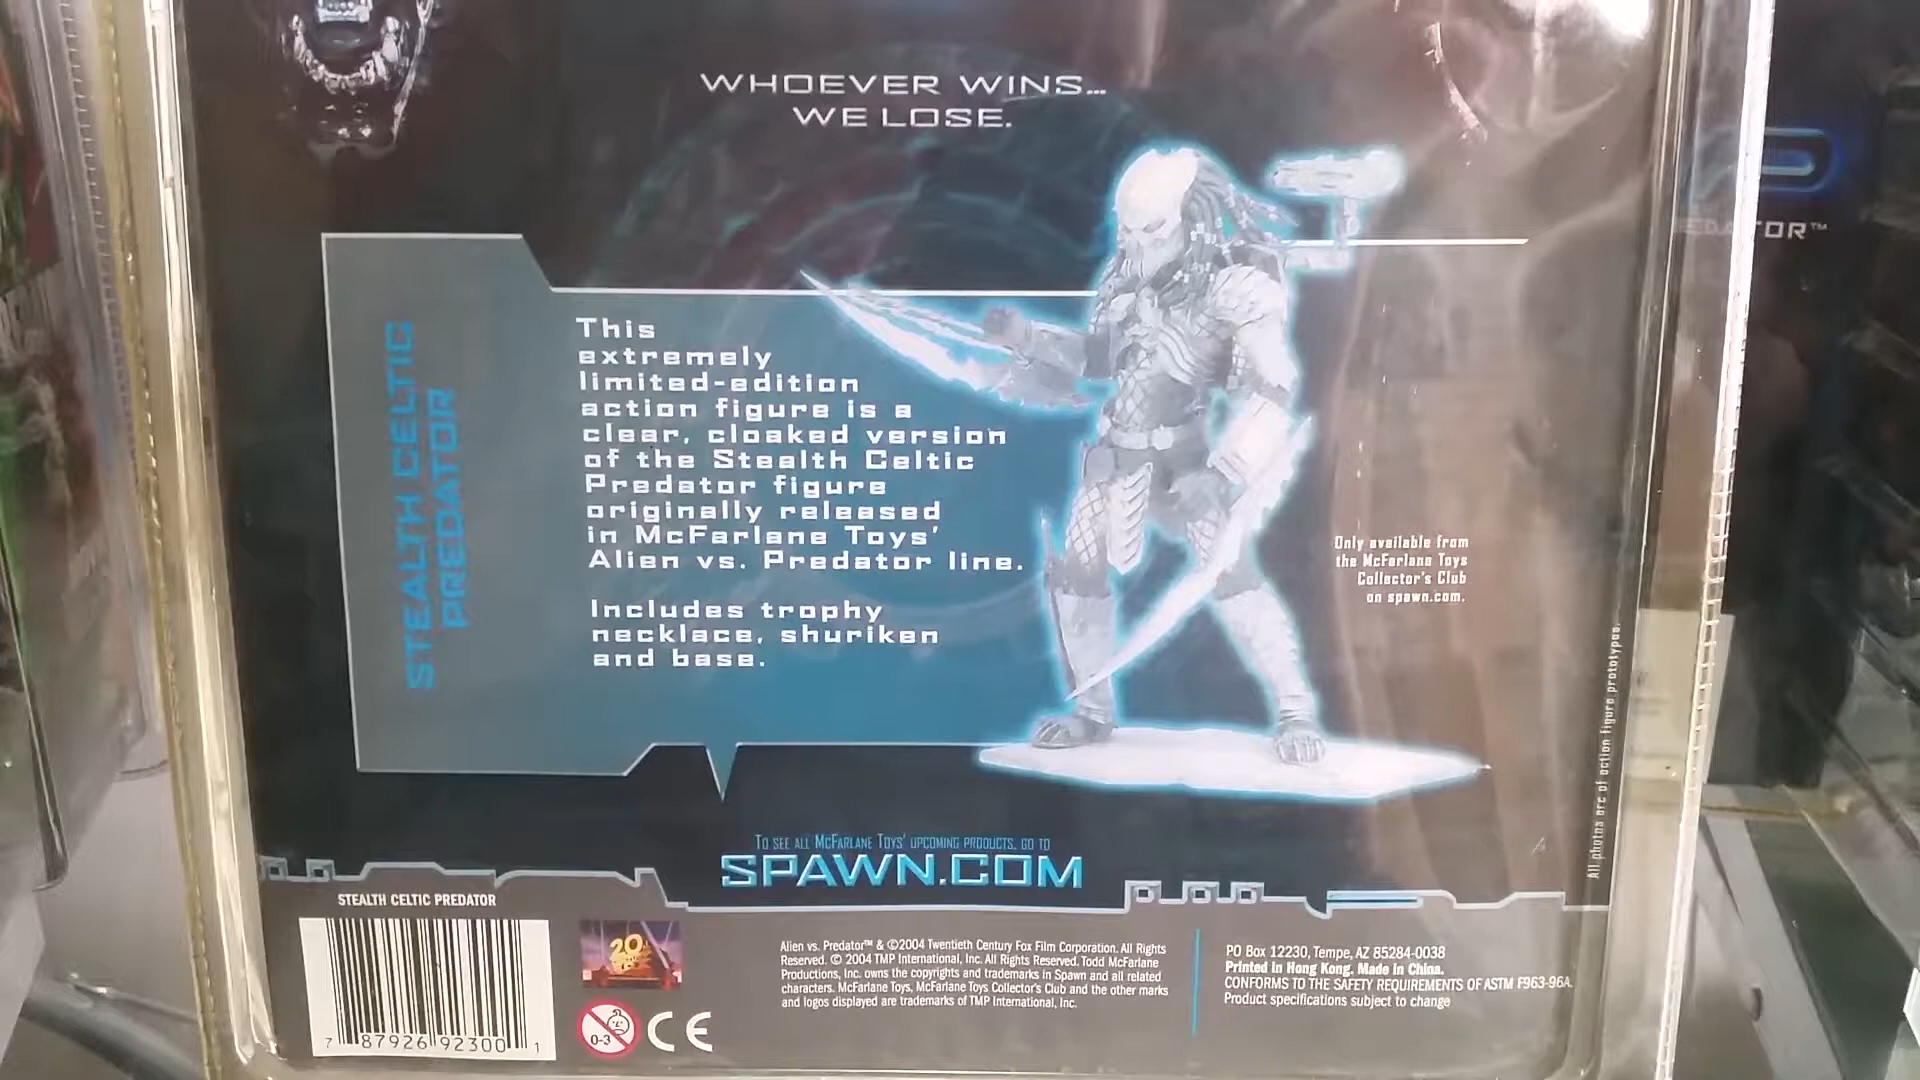 WHOEVER WINS...
WE LOSE.
STEALTH CELTIC
PREDATOR
This
extremely
limited-edition
action figure is a
clear, cloaked version
of the Stealth Celtic
Predator figure
originally released
in McFarlane Toys'
Alien vs. Predator line.
Includes trophy
necklace, shuriken
and base.
Only available from
the McFarlane Toys
Collector's Club
on spawn.com.
All photos are of action figure prototypes.
TO SEE ALL MCFARLANE TOYS' UPCOMING PRODUCTS, GO TO
SPAWN.COM
STEALTH CELTIC PREDATOR
7 87926 92300 1
20
0-3
CE
Alien vs. Predator™ & ©2004 Twentieth Century Fox Film Corporation. All Rights
Reserved. © 2004 TMP International, Inc. All Rights Reserved. Todd McFarlane
Productions, Inc. owns the copyrights and trademarks in Spawn and all related
characters. McFarlane Toys, McFarlane Toys Collector's Club and the other marks
and logos displayed are trademarks of TMP International, Inc.
PO Box 12230, Tempe, AZ 85284-0038
Printed in Hong Kong. Made in China.
CONFORMS TO THE SAFETY REQUIREMENTS OF ASTM F963-96A.
Product specifications subject to change